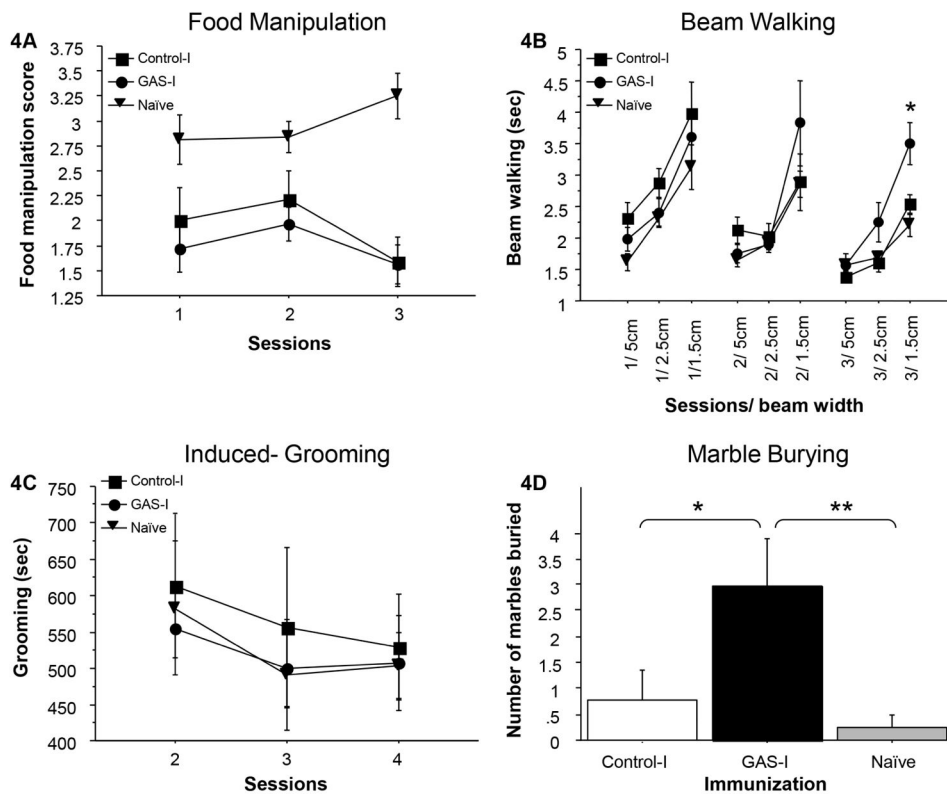 Food Manipulation
4A
3.75
3.5
3.25
3
2.75
2.5
2.25
2
1.75
1.5
1.25
Food manipulation score
Control-I
GAS-I
Naïve
1 2 3
Sessions
Beam Walking
4B
5
4.5
4
3.5
3
2.5
2
1.5
1
Beam walking (sec)
Control-I
GAS-I
Naïve
*
1/ 5cm
1/ 2.5cm
1/1.5cm
2/ 5cm
2/ 2.5cm
2/ 1.5cm
3/ 5cm
3/ 2.5cm
3/ 1.5cm
Sessions/ beam width
Induced- Grooming
4C
750
700
650
600
550
500
450
400
Grooming (sec)
Control-I
GAS-I
Naïve
2 3 4
Sessions
Marble Burying
4D
4
3.5
3
2.5
2
1.5
1
.5
0
Number of marbles buried
* **
Control-I GAS-I Naïve
Immunization